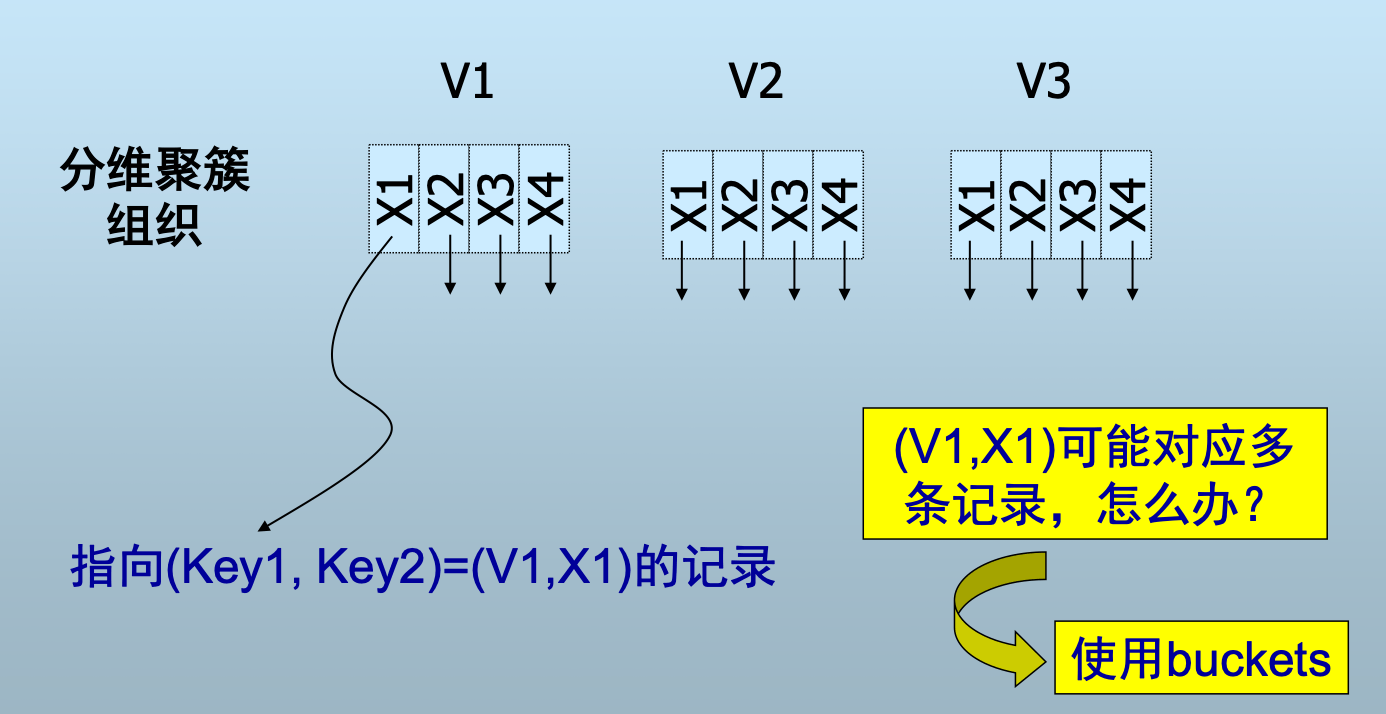 V1 V2 V3
分维聚簇
组织
X1 X2 X3 X4 X1 X2 X3 X4 X1 X2 X3 X4
(V1,X1)可能对应多
条记录，怎么办？
指向(Key1, Key2)=(V1,X1)的记录
使用buckets